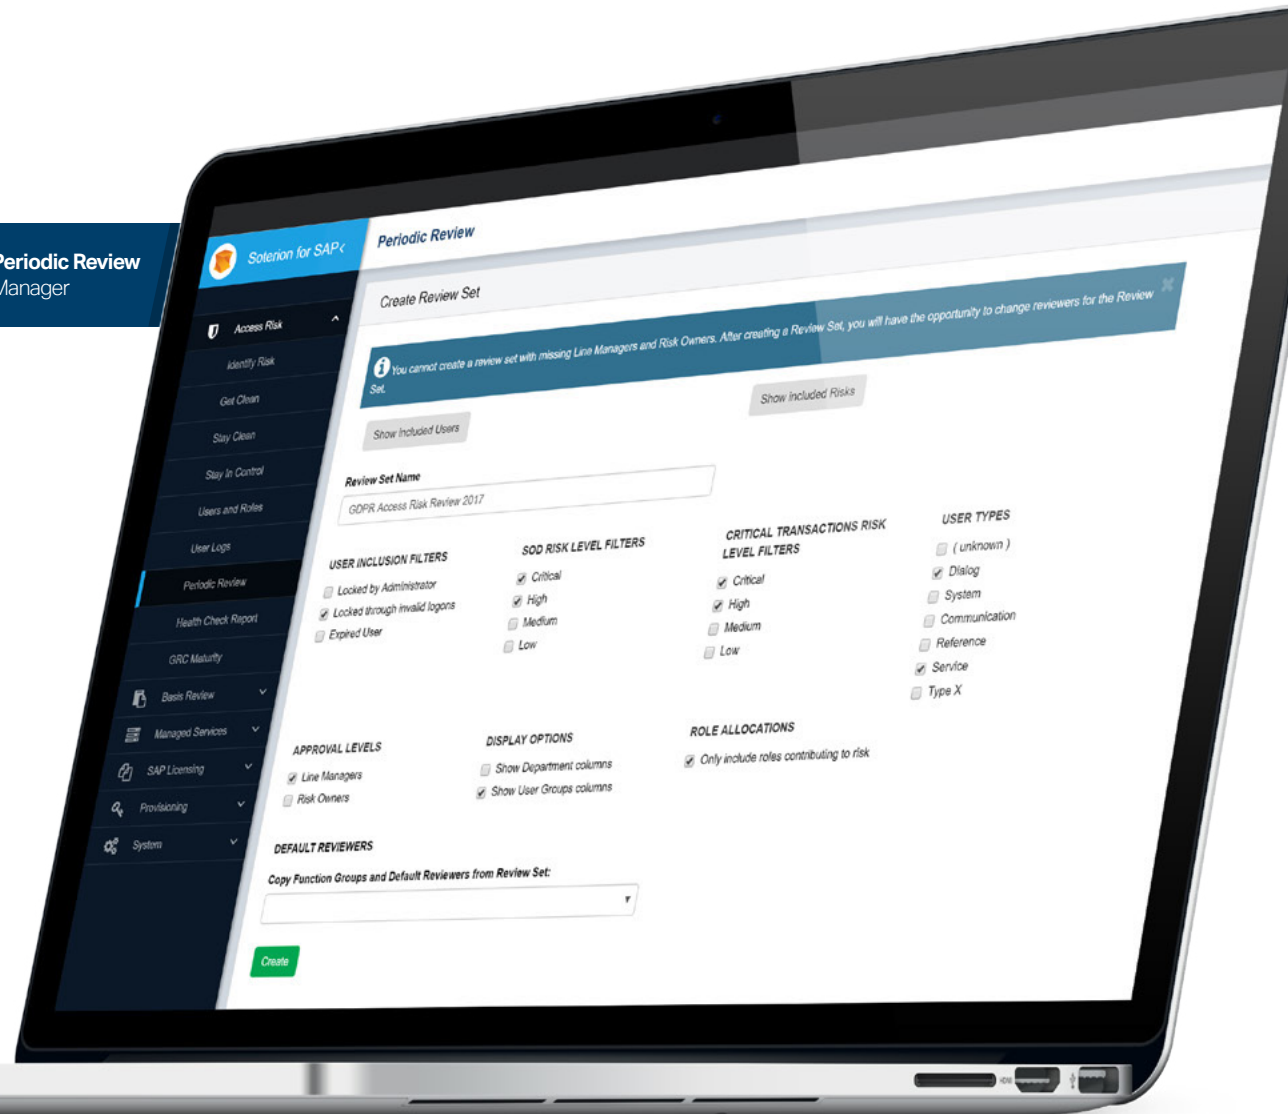 Periodic Review
Manager
Soterion for SAP
Periodic Review
Access Risk
Identify Risk
Get Clean
Stay Clean
Stay In Control
Users and Roles
User Logs
Periodic Review
Health Check Report
GRC Maturity
Basis Review
Managed Services
SAP Licensing
Provisioning
System
Create Review Set
You cannot create a review set with missing Line Managers and Risk Owners. After creating a Review Set, you will have the opportunity to change reviewers for the Review
Set.
Show Included Users
Show Included Risks
Review Set Name
GDPR Access Risk Review 2017
USER INCLUSION FILTERS
Locked by Administrator
Locked through invalid logons
Expired User
SOD RISK LEVEL FILTERS
Critical
High
Medium
Low
CRITICAL TRANSACTIONS RISK
LEVEL FILTERS
Critical
High
Medium
Low
USER TYPES
( unknown )
Dialog
System
Communication
Reference
Service
Type X
APPROVAL LEVELS
Line Managers
Risk Owners
DISPLAY OPTIONS
Show Department columns
Show User Groups columns
ROLE ALLOCATIONS
Only include roles contributing to risk
DEFAULT REVIEWERS
Copy Function Groups and Default Reviewers from Review Set:
Create
HDMI